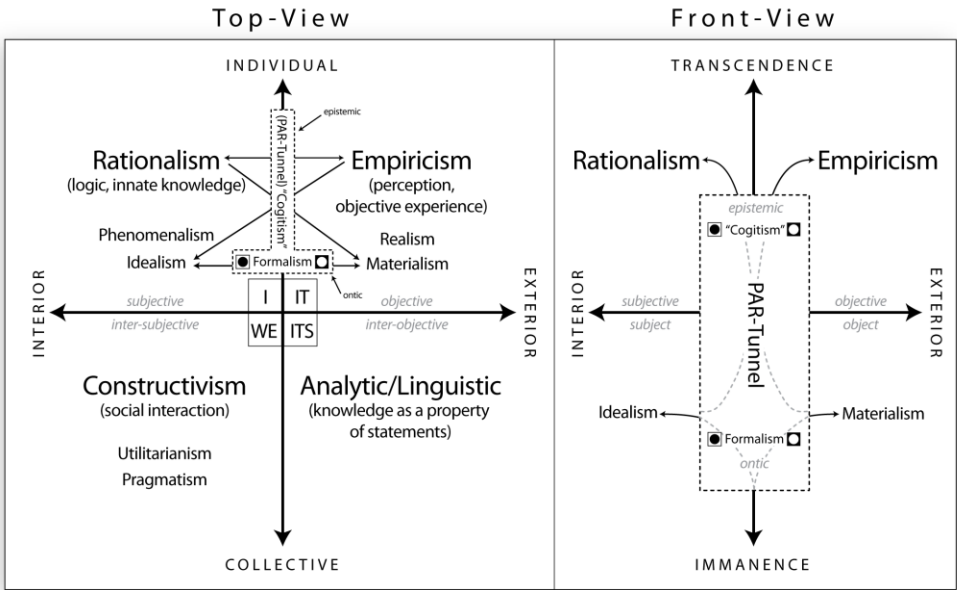 Top-View
Front-View
INDIVIDUAL
epistemic
(PAR-Tunnel) "Cogitism"
Rationalism
(logic, innate knowledge)
Empiricism
(perception,
objective experience)
Phenomenalism
Idealism
Realism
Materialism
Formalism
ontic
I
IT
WE
ITS
subjective
inter-subjective
objective
inter-objective
INTERIOR
EXTERIOR
Constructivism
(social interaction)
Utilitarianism
Pragmatism
Analytic/Linguistic
(knowledge as a property
of statements)
COLLECTIVE
TRANSCENDENCE
Rationalism
Empiricism
epistemic
"Cogitism"
PAR-Tunnel
subjective
subject
objective
object
INTERIOR
EXTERIOR
Idealism
Materialism
Formalism
ontic
IMMANENCE